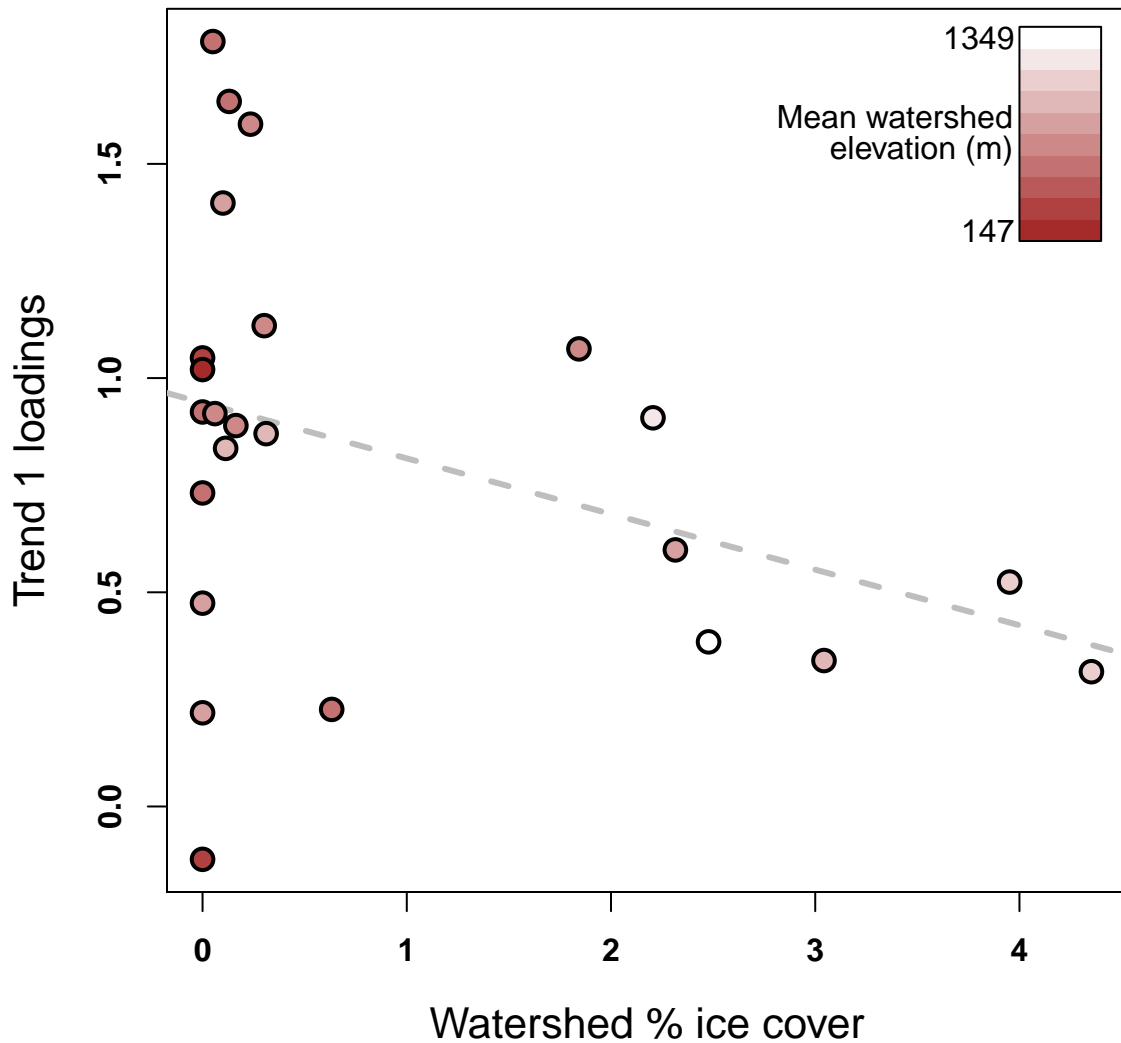 1349
Mean watershed
elevation (m)
147
Trend 1 loadings
1.5
1.0
0.5
0.0
0 1 2 3 4
Watershed % ice cover